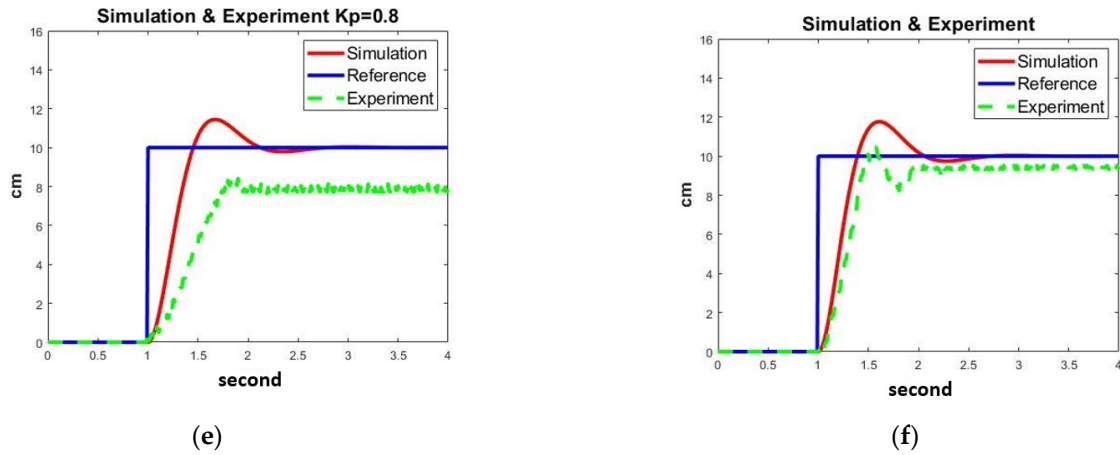 Simulation & Experiment Kp=0.8
16
14
12
10
8
6
4
2
0
cm
Simulation
Reference
Experiment
0 0.5 1 1.5 2 2.5 3 3.5 4
second
(e)
Simulation & Experiment
16
14
12
10
8
6
4
2
0
cm
Simulation
Reference
Experiment
0 0.5 1 1.5 2 2.5 3 3.5 4
second
(f)